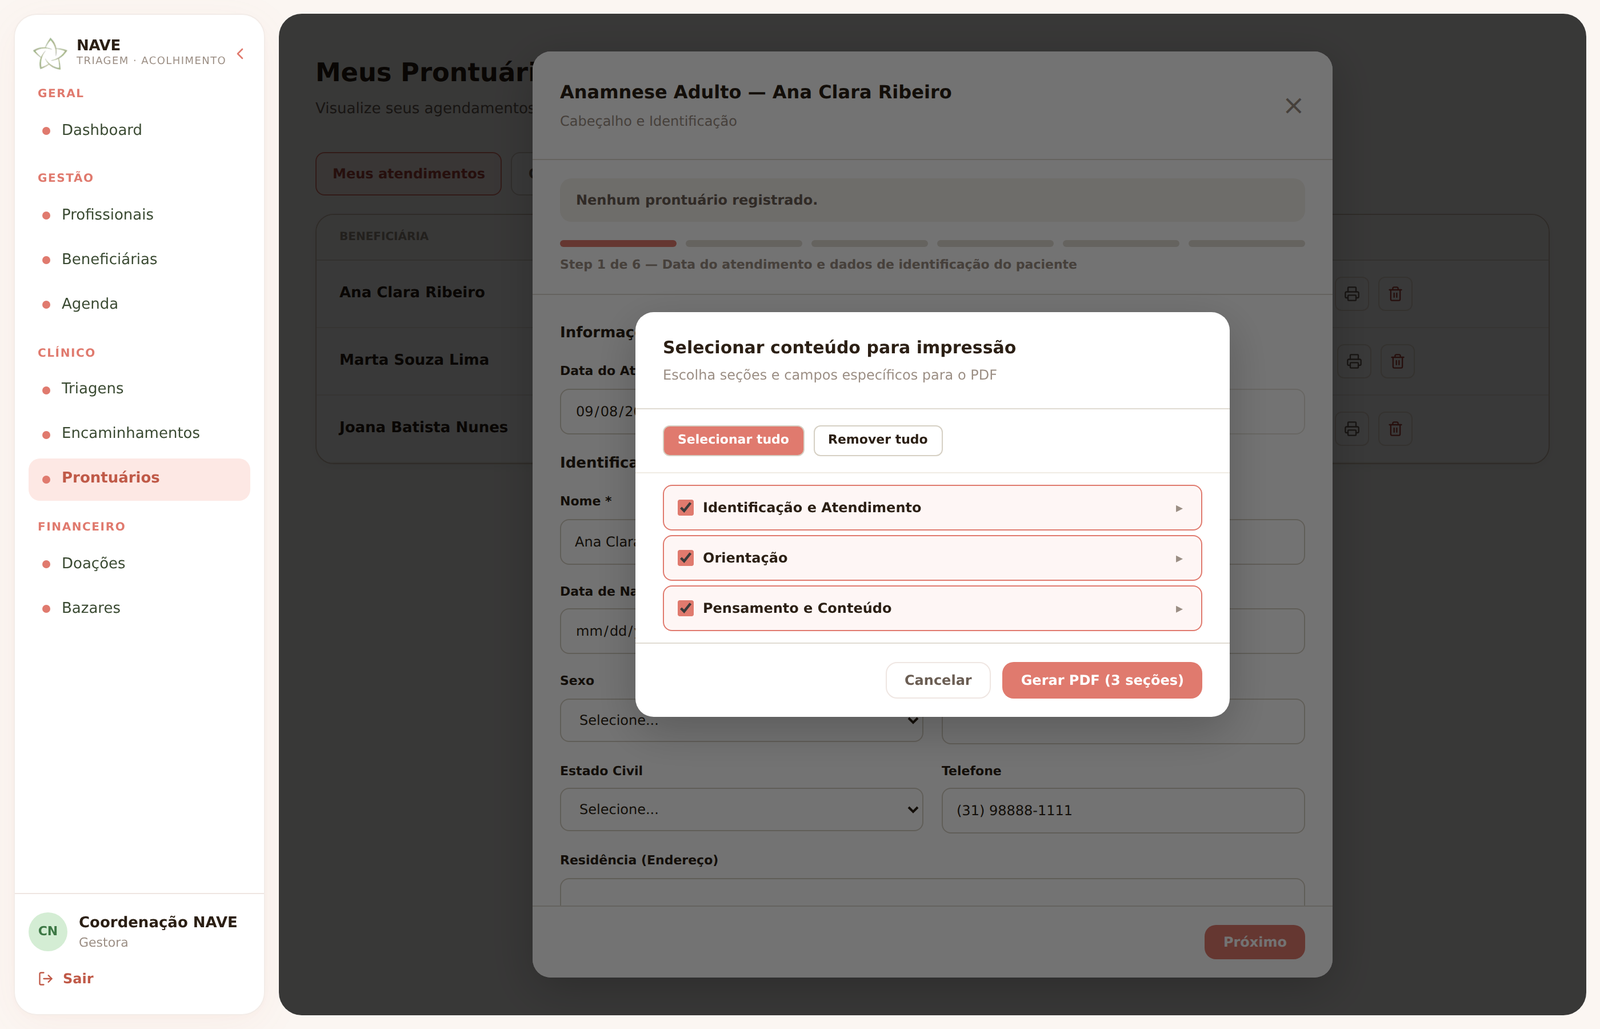 NAVE
TRIAGEM · ACOLHIMENTO
GERAL
Dashboard
GESTÃO
Profissionais
Beneficiárias
Agenda
CLÍNICO
Triagens
Encaminhamentos
Prontuários
FINANCEIRO
Doações
Bazares
CN
Coordenação NAVE
Gestora
Sair
Meus Prontuári
Visualize seus agendamentos
Meus atendimentos
BENEFICIÁRIA
Ana Clara Ribeiro
Marta Souza Lima
Joana Batista Nunes
Anamnese Adulto — Ana Clara Ribeiro
Cabeçalho e Identificação
Nenhum prontuário registrado.
Step 1 de 6 — Data do atendimento e dados de identificação do paciente
Informaç
Data do At
09/08/2
Identifica
Nome *
Ana Clar
Data de Na
mm/dd/
Sexo
Selecione...
Estado Civil
Telefone
Selecione...
(31) 98888-1111
Residência (Endereço)
Próximo
Selecionar conteúdo para impressão
Escolha seções e campos específicos para o PDF
Selecionar tudo
Remover tudo
Identificação e Atendimento
Orientação
Pensamento e Conteúdo
Cancelar
Gerar PDF (3 seções)